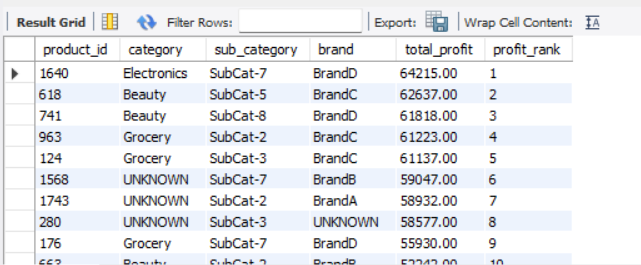 Result Grid Filter Rows: Export: Wrap Cell Content:
product_id category sub_category brand total_profit profit_rank
1640 Electronics SubCat-7 BrandD 64215.00 1
618 Beauty SubCat-5 BrandC 62637.00 2
741 Beauty SubCat-8 BrandD 61818.00 3
963 Grocery SubCat-2 BrandC 61223.00 4
124 Grocery SubCat-3 BrandC 61137.00 5
1568 UNKNOWN SubCat-7 BrandB 59047.00 6
1743 UNKNOWN SubCat-2 BrandA 58932.00 7
280 UNKNOWN SubCat-3 UNKNOWN 58577.00 8
176 Grocery SubCat-7 BrandD 55930.00 9
Beauty 10